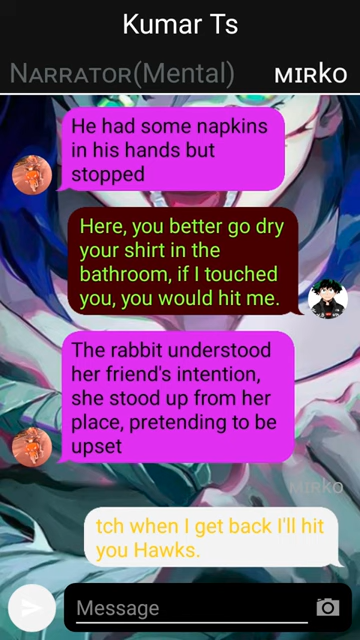 Kumar Ts
Narrator(Mental) MIRKO
He had some napkins
in his hands but
stopped
Here, you better go dry
your shirt in the
bathroom, if I touched
you, you would hit me.
The rabbit understood
her friend's intention,
she stood up from her
place, pretending to be
upset
MIRKO
tch when I get back I'll hit
you Hawks.
Message